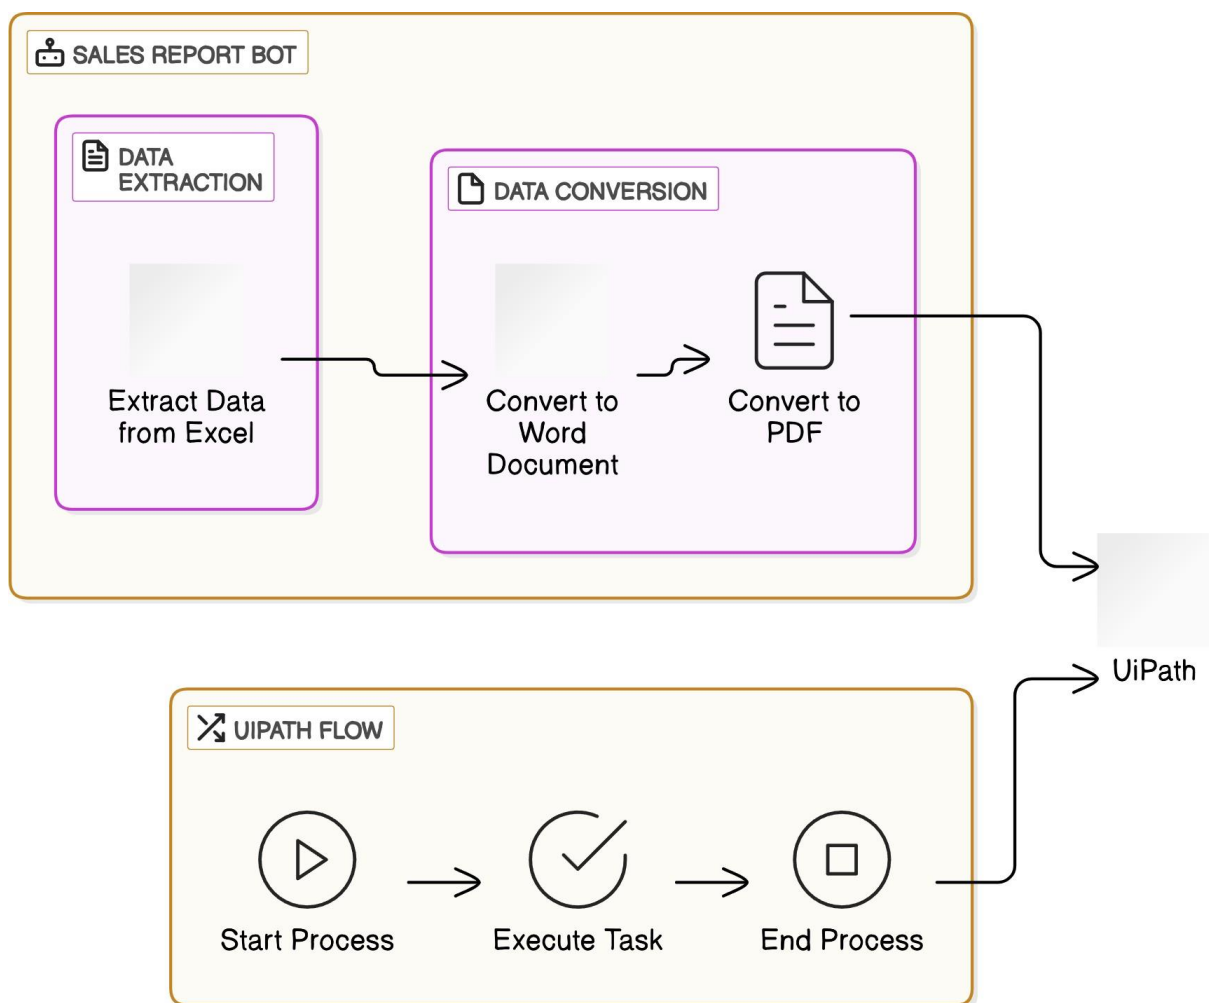 SALES REPORT BOT
DATA
EXTRACTION
DATA CONVERSION
Extract Data
from Excel
Convert to
Word
Document
Convert to
PDF
UiPath
UIPATH FLOW
Start Process
Execute Task
End Process